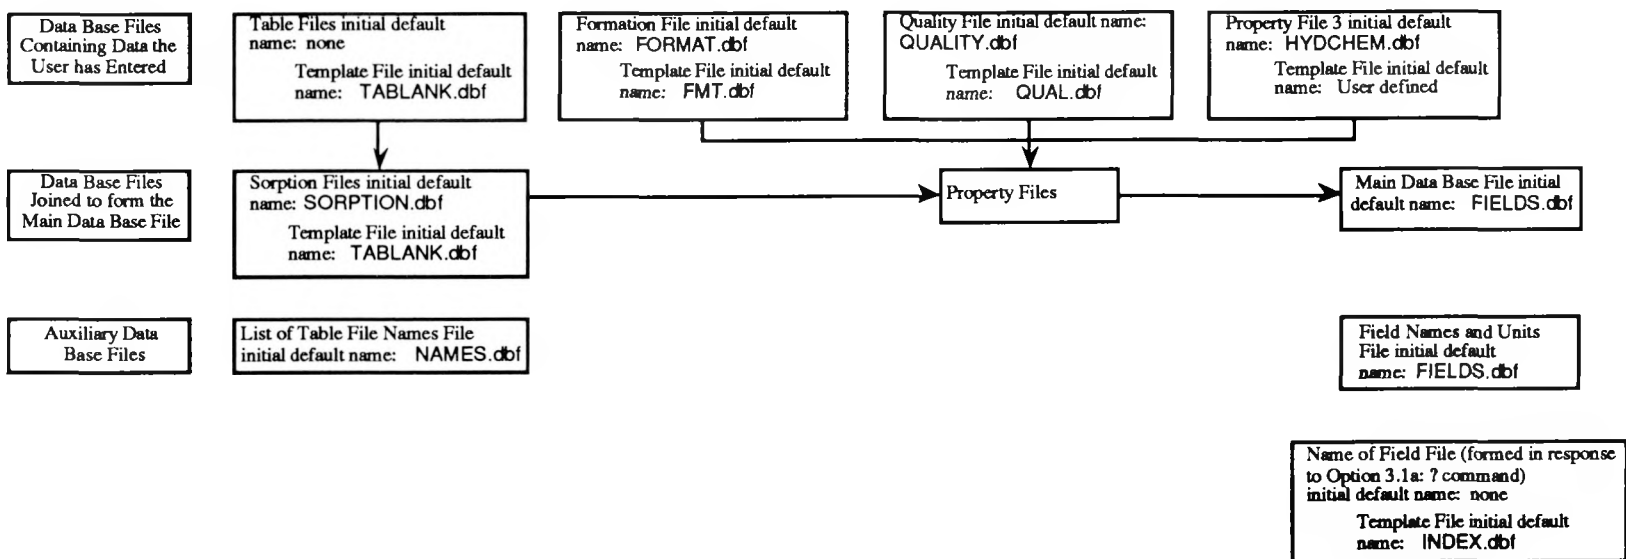 Data Base Files
Containing Data the
User has Entered
Table Files initial default
name: none
Template File initial default
name: TABLANK.dbf
Formation File initial default
name: FORMAT.dbf
Template File initial default
name: FMT.dbf
Quality File initial default name:
QUALITY.dbf
Template File initial default
name: QUAL.dbf
Property File 3 initial default
name: HYDCHEM.dbf
Template File initial default
name: User defined
Data Base Files
Joined to form the
Main Data Base File
Sorption Files initial default
name: SORPTION.dbf
Template File initial default
name: TABLANK.dbf
Property Files
Main Data Base File initial
default name: FIELDS.dbf
Auxiliary Data
Base Files
List of Table File Names File
initial default name: NAMES.dbf
Field Names and Units
File initial default
name: FIELDS.dbf
Name of Field File (formed in response
to Option 3.1a: ? command)
initial default name: none
Template File initial default
name: INDEX.dbf